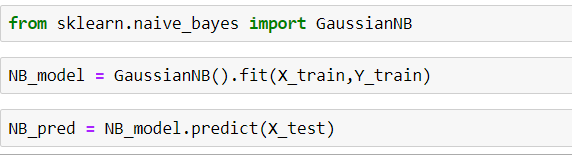 from sklearn.naive_bayes import GaussianNB
NB_model = GaussianNB().fit(X_train,Y_train)
NB_pred = NB_model.predict(X_test)